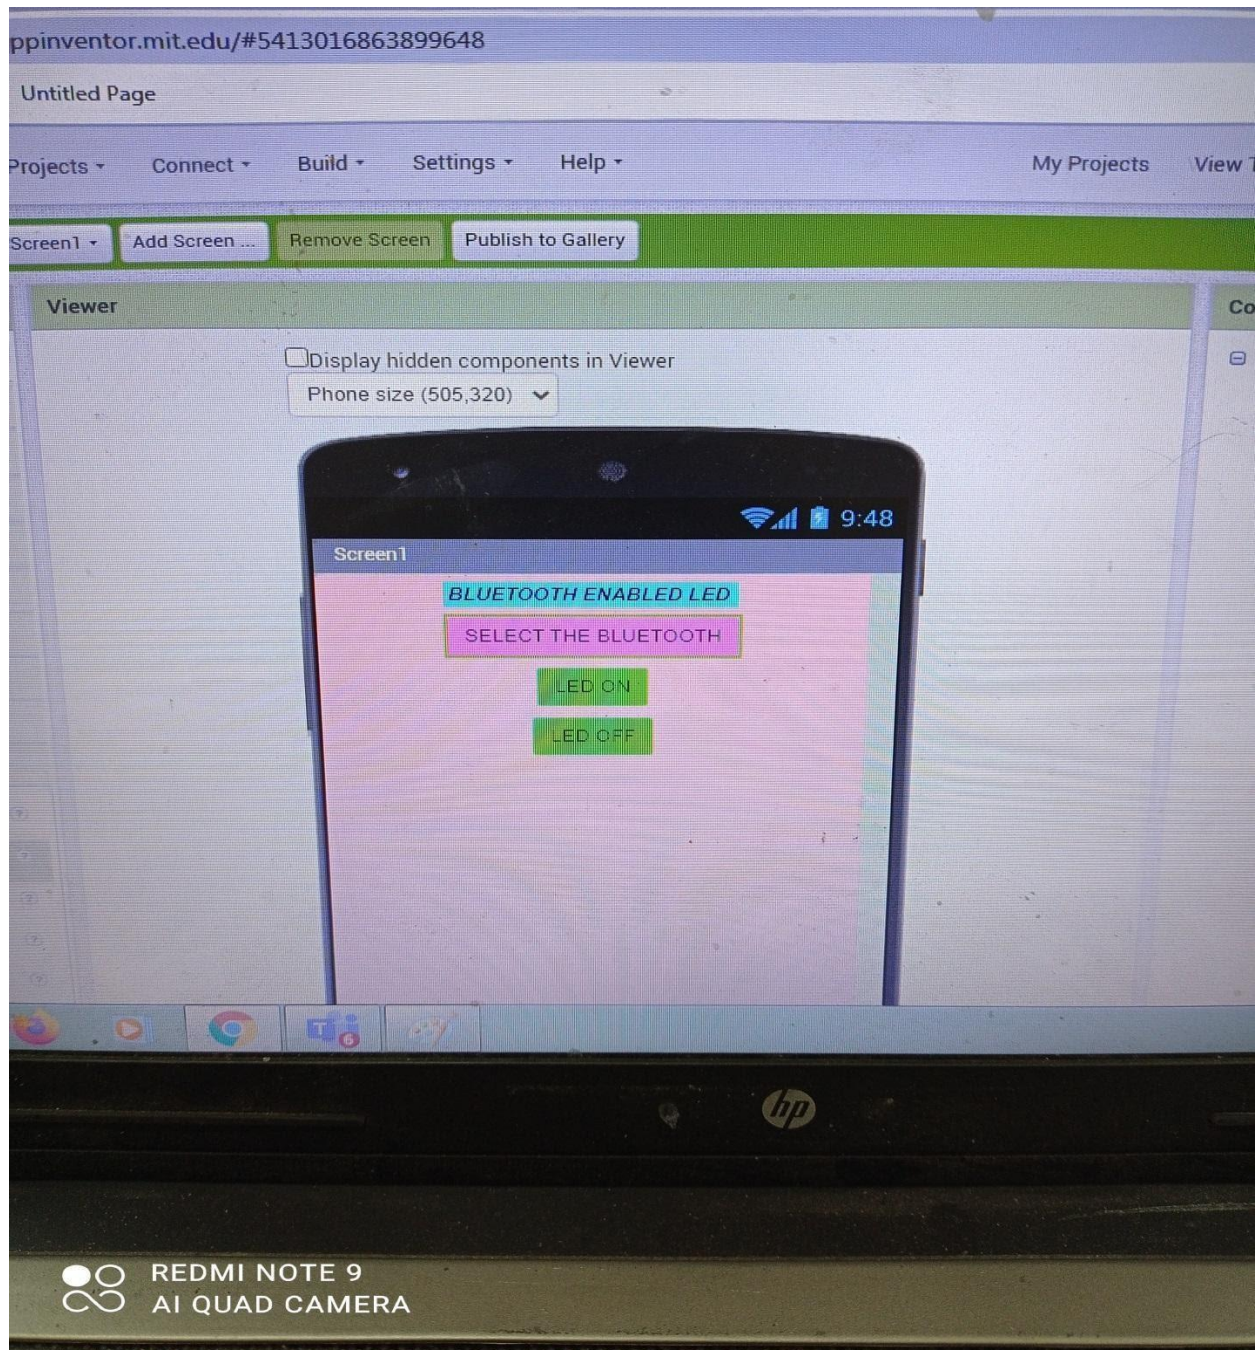 ppinventor.mit.edu/#5413016863899648
Untitled Page
Projects Connect Build Settings Help My Projects View T
Screen1 Add Screen ... Remove Screen Publish to Gallery
Viewer Co
Display hidden components in Viewer
Phone size (505,320)
9:48
Screen1
BLUETOOTH ENABLED LED
SELECT THE BLUETOOTH
LED ON
LED OFF
T 6
hp
REDMI NOTE 9
AI QUAD CAMERA